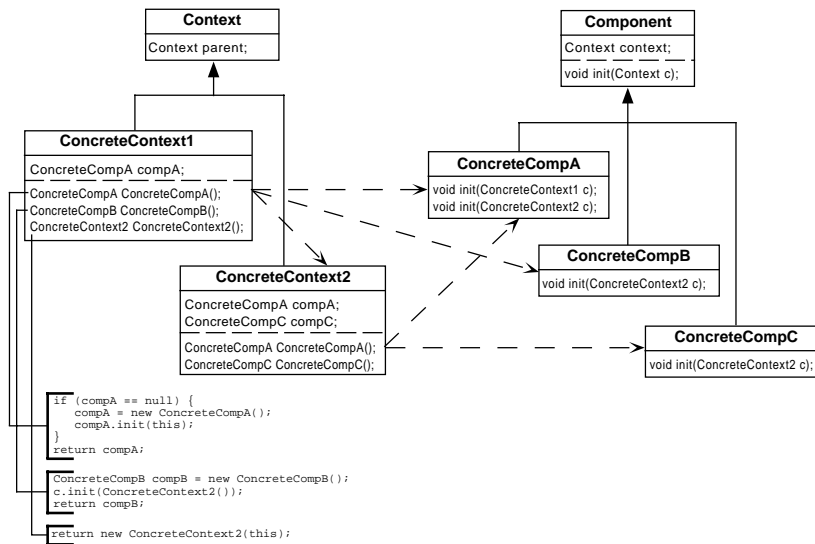 Context
Context parent;
Component
Context context;
void init(Context c);
ConcreteContext1
ConcreteCompA compA;
ConcreteCompA ConcreteCompA();
ConcreteCompB ConcreteCompB();
ConcreteContext2 ConcreteContext2();
ConcreteCompA
void init(ConcreteContext1 c);
void init(ConcreteContext2 c);
ConcreteCompB
void init(ConcreteContext2 c);
ConcreteContext2
ConcreteCompA compA;
ConcreteCompC compC;
ConcreteCompA ConcreteCompA();
ConcreteCompC ConcreteCompC();
ConcreteCompC
void init(ConcreteContext2 c);
if (compA == null) {
compA = new ConcreteCompA();
compA.init(this);
}
return compA;
ConcreteCompB compB = new ConcreteCompB();
c.init(ConcreteContext2());
return compB;
return new ConcreteContext2(this);